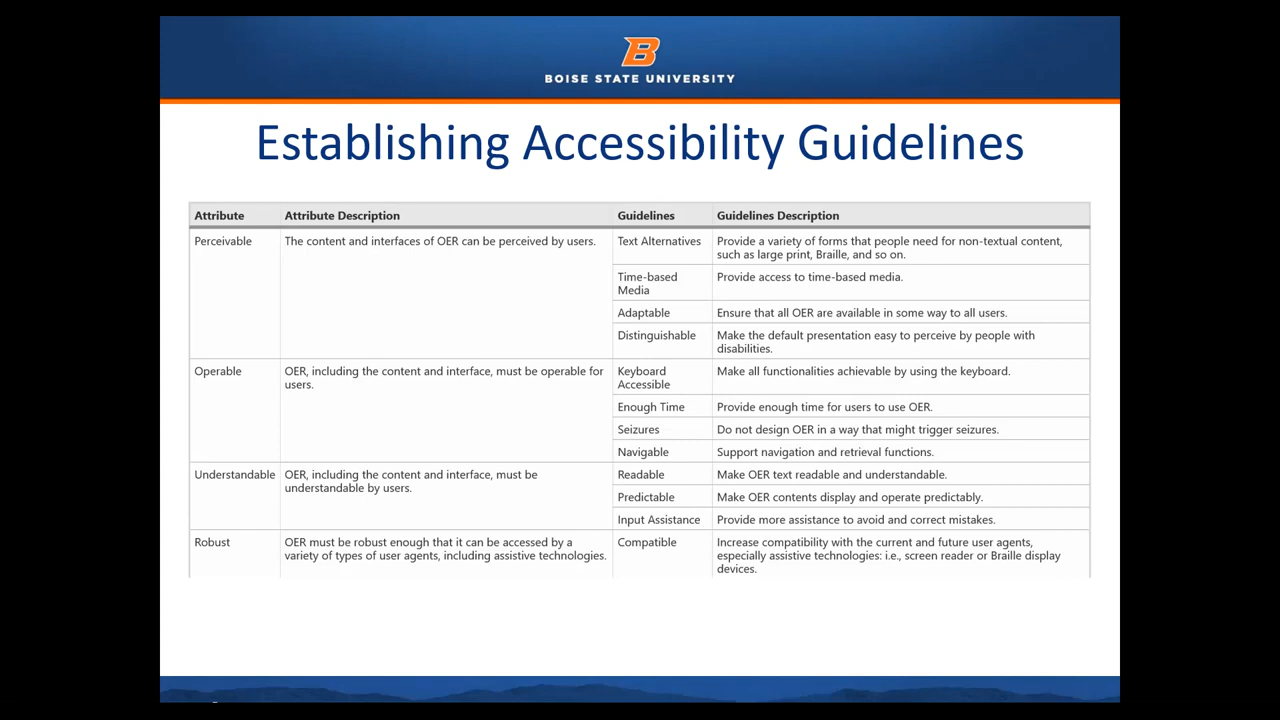 B
BOISE STATE UNIVERSITY
Establishing Accessibility Guidelines
Attribute Attribute Description Guidelines Guidelines Description
Perceivable The content and interfaces of OER can be perceived by users. Text Alternatives Provide a variety of forms that people need for non-textual content,
such as large print, Braille, and so on.
Time-based Provide access to time-based media.
Media
Adaptable Ensure that all OER are available in some way to all users.
Distinguishable Make the default presentation easy to perceive by people with
disabilities.
Operable OER, including the content and interface, must be operable for Keyboard Make all functionalities achievable by using the keyboard.
users. Accessible
Enough Time Provide enough time for users to use OER.
Seizures Do not design OER in a way that might trigger seizures.
Navigable Support navigation and retrieval functions.
Understandable OER, including the content and interface, must be Readable Make OER text readable and understandable.
understandable by users.
Predictable Make OER contents display and operate predictably.
Input Assistance Provide more assistance to avoid and correct mistakes.
Robust OER must be robust enough that it can be accessed by a Compatible Increase compatibility with the current and future user agents,
variety of types of user agents, including assistive technologies. especially assistive technologies: i.e., screen reader or Braille display
devices.